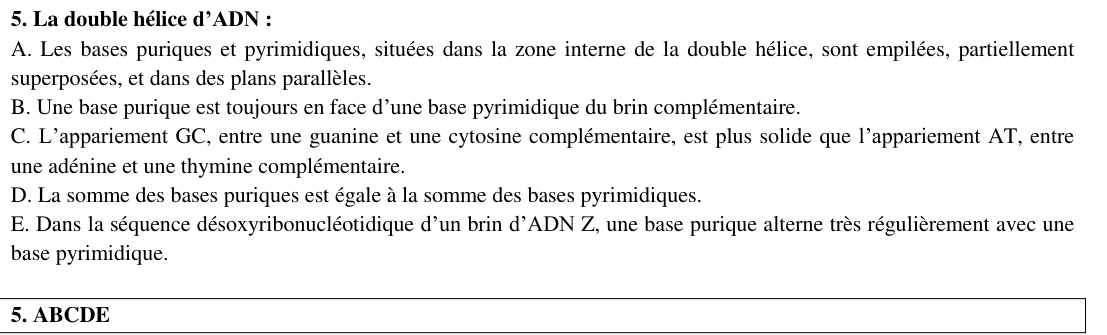 5. La double hélice d’ADN :
A. Les bases puriques et pyrimidiques, situées dans la zone interne de la double hélice, sont empilées, partiellement
superposées, et dans des plans parallèles.
B. Une base purique est toujours en face d’une base pyrimidique du brin complémentaire.
C. L’appariement GC, entre une guanine et une cytosine complémentaire, est plus solide que l’appariement AT, entre
une adénine et une thymine complémentaire.
D. La somme des bases puriques est égale à la somme des bases pyrimidiques.
E. Dans la séquence désoxyribonucléotidique d’un brin d’ADN Z, une base purique alterne très régulièrement avec une
base pyrimidique.
5. ABCDE